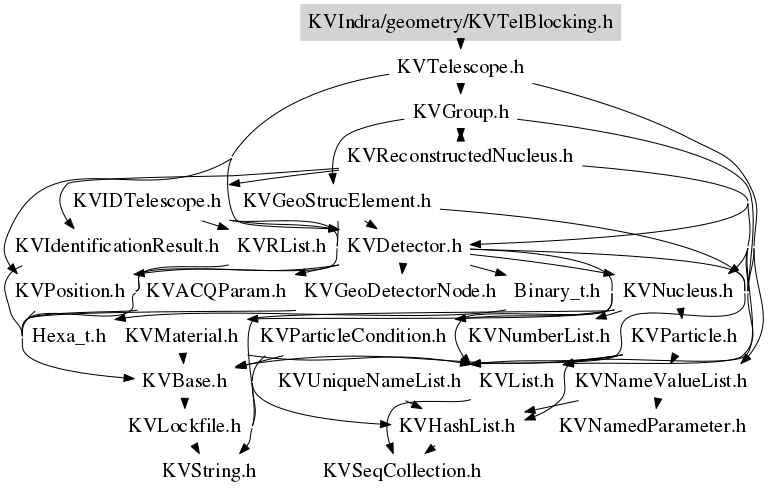 KVIndra/geometry/KVTelBlocking.h
KVTelescope.h
KVGroup.h
KVReconstructedNucleus.h
KVIDTelescope.h KVGeoStrucElement.h
KVIdentificationResult.h KVRList.h KVDetector.h
KVPosition.h KVACQParam.h KVGeoDetectorNode.h Binary_t.h KVNucleus.h
Hexa_t.h KVMaterial.h KVParticleCondition.h KVNumberList.h KVParticle.h
KVBase.h KVUniqueNameList.h KVList.h KVNameValueList.h
KVLockfile.h KVHashList.h KVNamedParameter.h
KVString.h KVSeqCollection.h